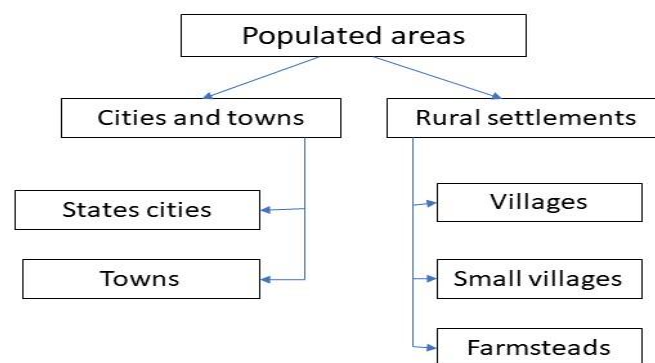 Populated areas
Cities and towns
Rural settlements
States cities
Villages
Towns
Small villages
Farmsteads